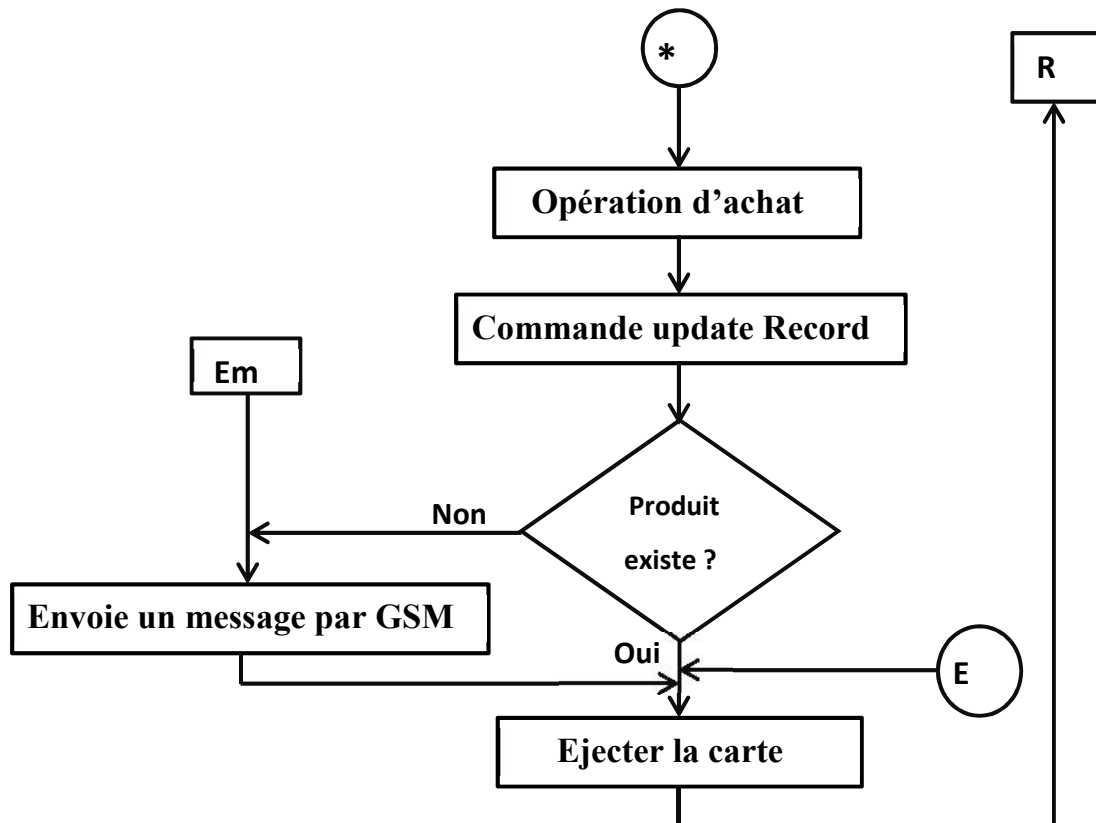 *
R
Opération d’achat
Commande update Record
Em
Produit
existe ?
Non
Envoie un message par GSM
Oui
E
Ejecter la carte